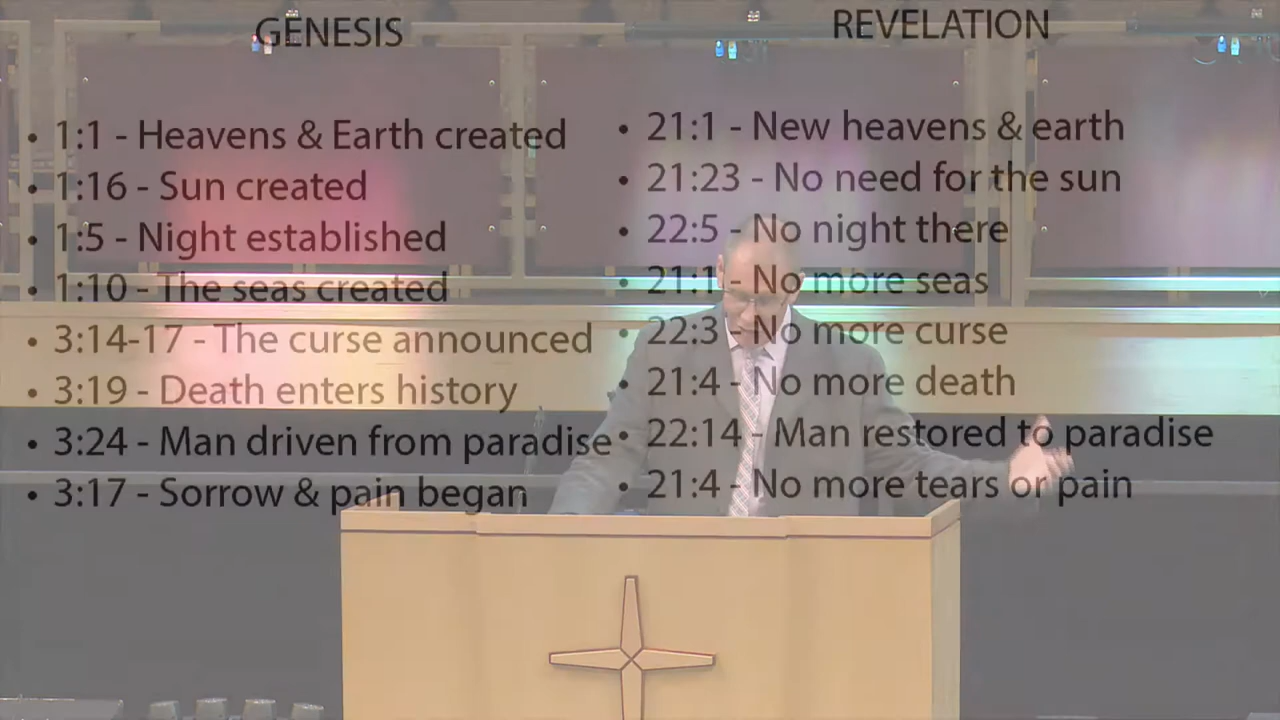 GENESIS
• 1:1 - Heavens & Earth created
• 1:16 - Sun created
• 1:5 - Night established
• 1:10 - The seas created
• 3:14-17 - The curse announced
• 3:19 - Death enters history
• 3:24 - Man driven from paradise
• 3:17 - Sorrow & pain began
REVELATION
• 21:1 - New heavens & earth
• 21:23 - No need for the sun
• 22:5 - No night there
• 21:1 - No more seas
• 22:3 - No more curse
• 21:4 - No more death
• 22:14 - Man restored to paradise
• 21:4 - No more tears or pain